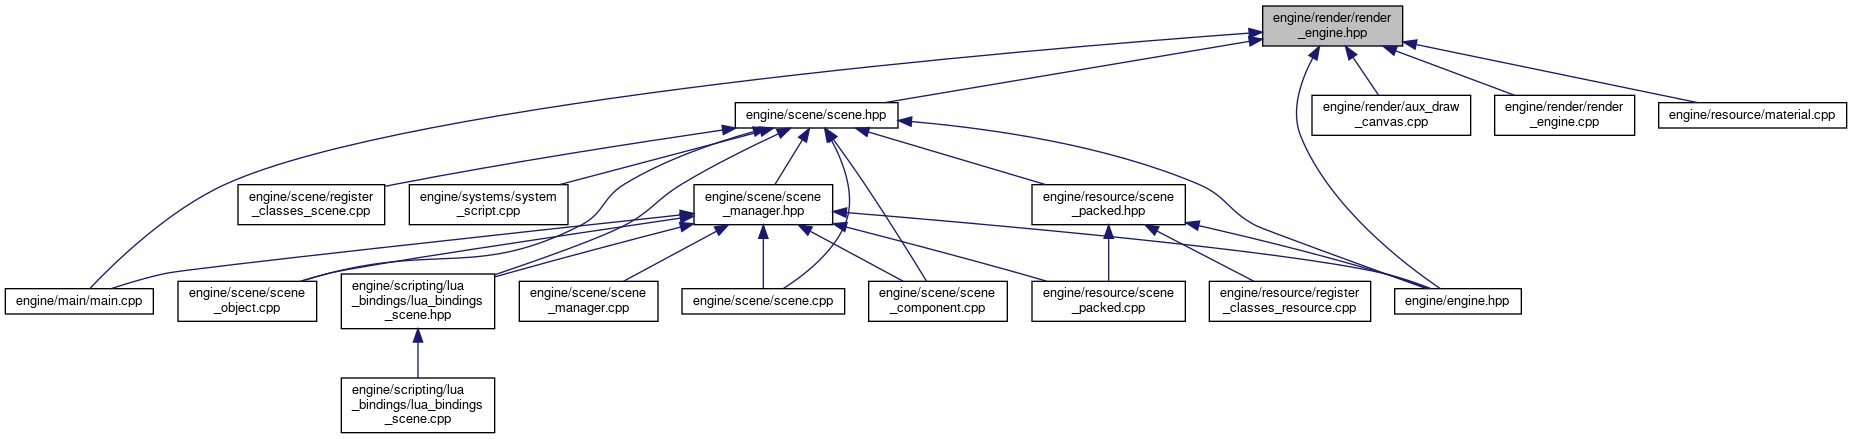 engine/render/render
_engine.hpp
engine/scene/scene.hpp
engine/render/aux_draw
_canvas.cpp
engine/render/render
_engine.cpp
engine/resource/material.cpp
engine/scene/register
_classes_scene.cpp
engine/systems/system
_script.cpp
engine/scene/scene
_manager.hpp
engine/resource/scene
_packed.hpp
engine/main/main.cpp
engine/scene/scene
_object.cpp
engine/scripting/lua
_bindings/lua_bindings
_scene.hpp
engine/scene/scene
_manager.cpp
engine/scene/scene.cpp
engine/scene/scene
_component.cpp
engine/resource/scene
_packed.cpp
engine/resource/register
_classes_resource.cpp
engine/engine.hpp
engine/scripting/lua
_bindings/lua_bindings
_scene.cpp